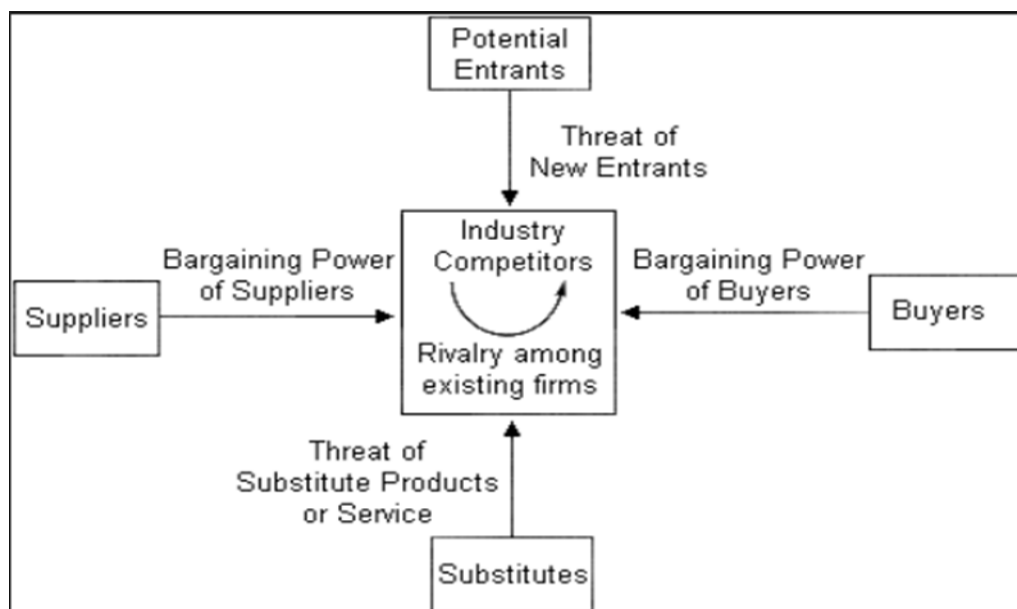 Potential
Entrants
Threat of
New Entrants
Industry
Competitors
Bargaining Power
of Suppliers
Bargaining Power
of Buyers
Suppliers
Buyers
Rivalry among
existing firms
Threat of
Substitute Products
or Service
Substitutes